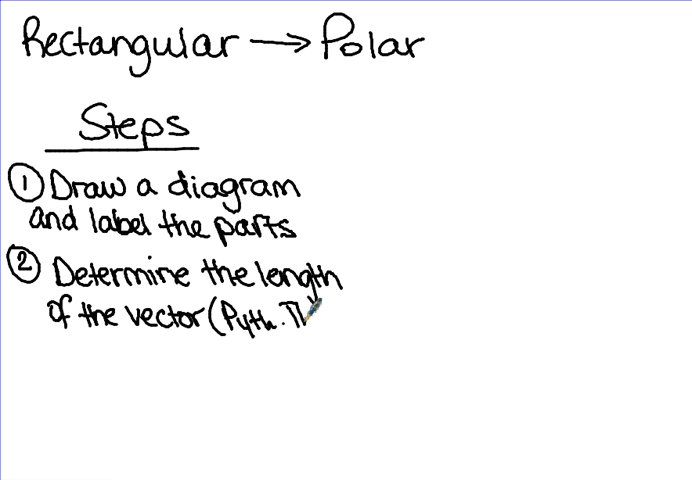 Rectangular → Polar
Steps
① Draw a diagram
and label the parts
② Determine the length
of the vector (Pyth. Th